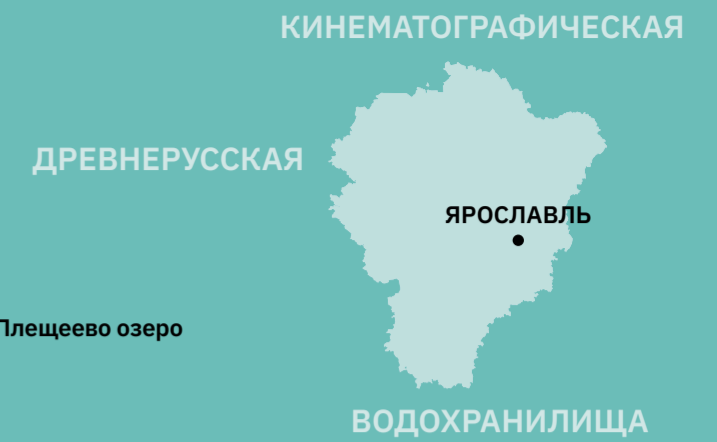 КИНЕМАТОГРАФИЧЕСКАЯ
ДРЕВНЕРУССКАЯ
ЯРОСЛАВЛЬ
Плещеево озеро
ВОДОХРАНИЛИЩА